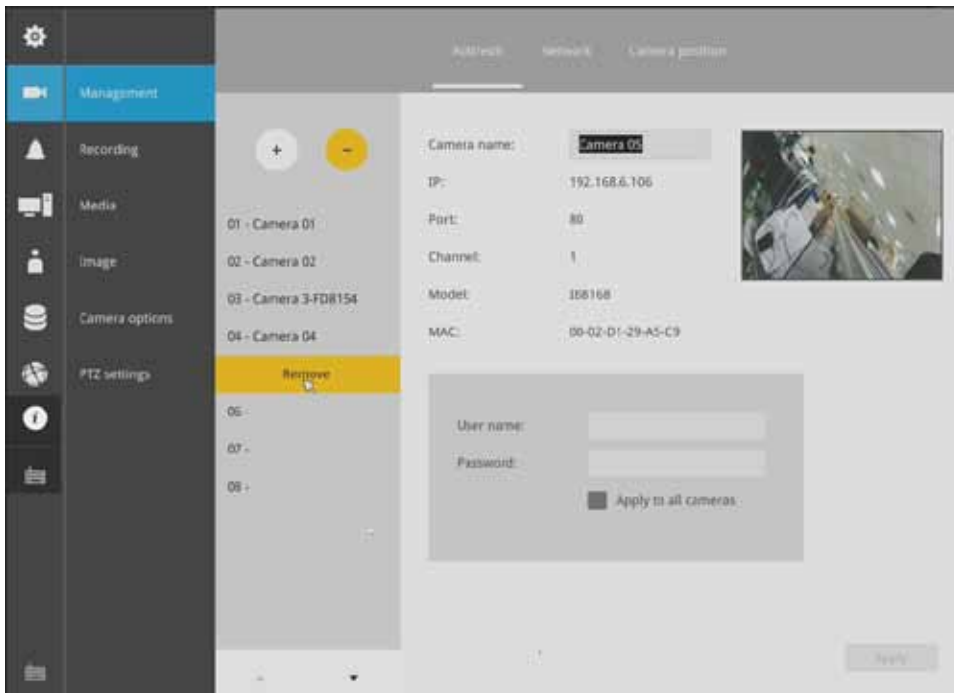 Address Network Camera position
Management
Recording
Media
Image
Camera options
PTZ settings
+ -
01 - Camera 01
02 - Camera 02
03 - Camera 3-FD8154
04 - Camera 04
Remove
06 -
07 -
08 -
Camera name: Camera 05
IP: 192.168.6.106
Port: 80
Channel: 1
Model: IB8168
MAC: 00-02-D1-29-A5-C9
User name:
Password:
Apply to all cameras
Apply